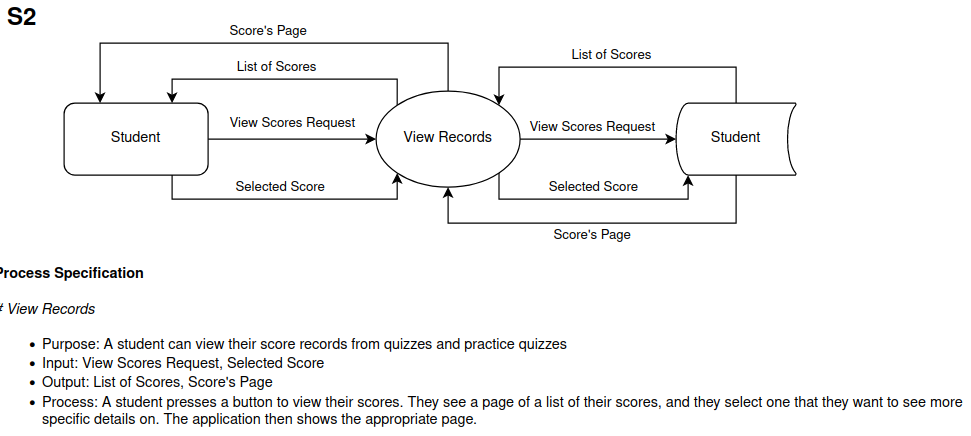 S2
Score's Page
List of Scores
List of Scores
View Scores Request
View Scores Request
Student
View Records
Student
Selected Score
Selected Score
Score's Page
Process Specification
# View Records
• Purpose: A student can view their score records from quizzes and practice quizzes
• Input: View Scores Request, Selected Score
• Output: List of Scores, Score's Page
• Process: A student presses a button to view their scores. They see a page of a list of their scores, and they select one that they want to see more
specific details on. The application then shows the appropriate page.